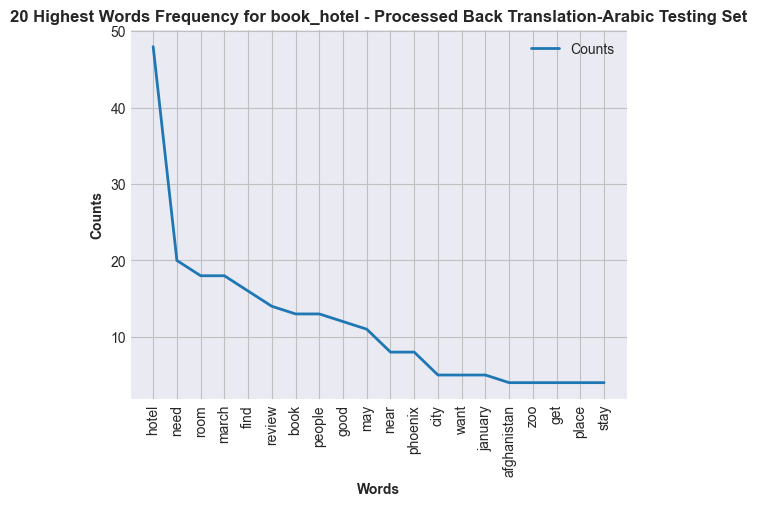 20 Highest Words Frequency for book_hotel - Processed Back Translation-Arabic Testing Set
50
40
30
20
10
Counts
Counts
hotel
need
room
march
find
review
book
people
good
may
near
phoenix
city
want
january
afghanistan
zoo
get
place
stay
Words